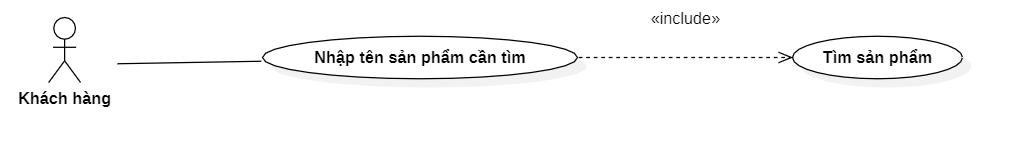 «include»
Nhập tên sản phẩm cần tìm
Tìm sản phẩm
Khách hàng